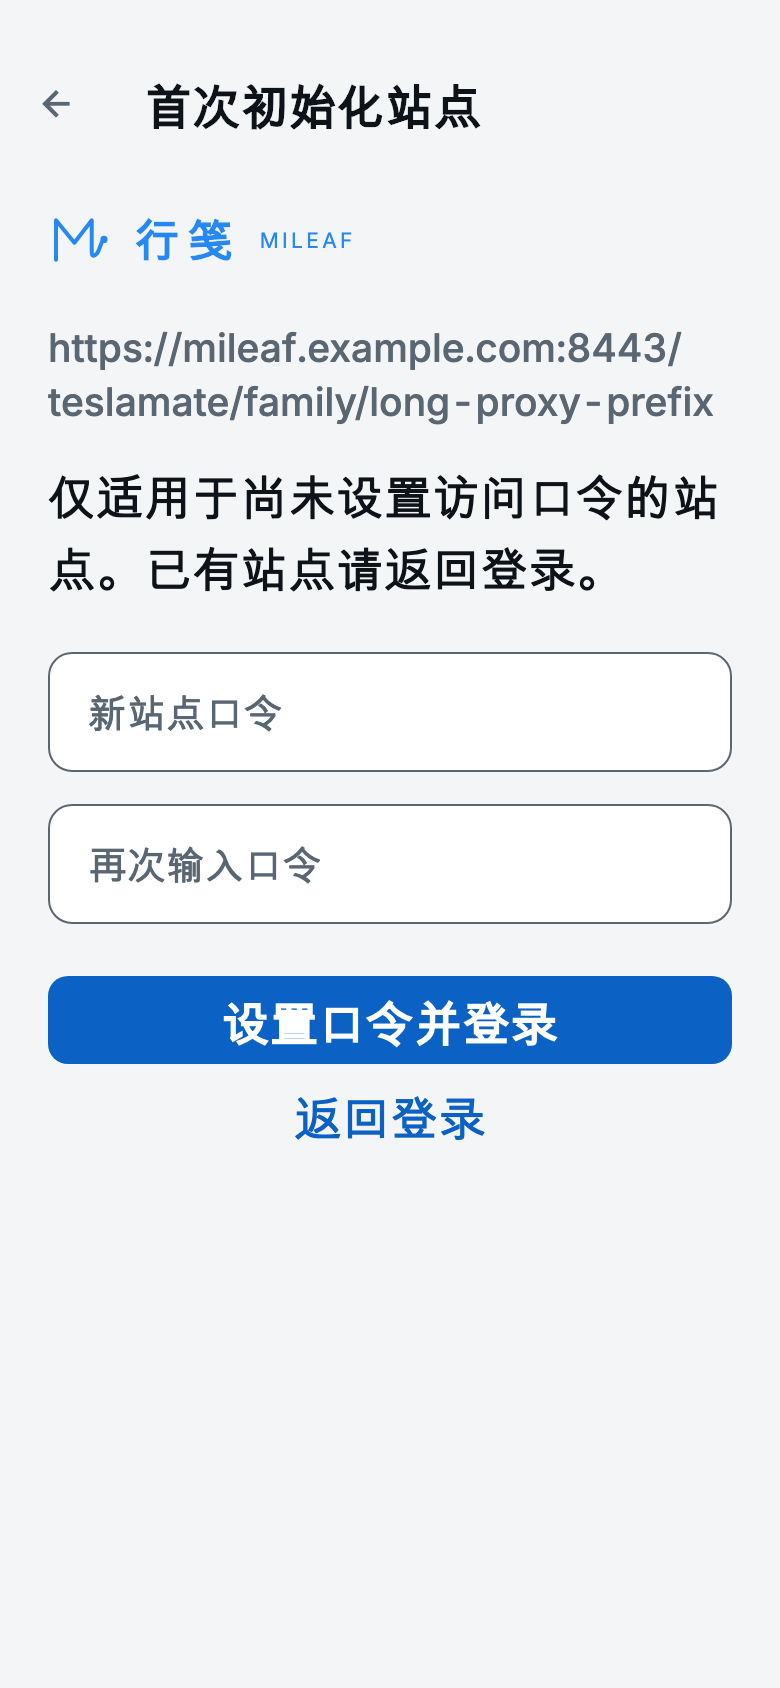 首次初始化站点
行笺 MILEAF
https://mileaf.example.com:8443/
teslamate/family/long-proxy-prefix
仅适用于尚未设置访问口令的站
点。已有站点请返回登录。
新站点口令
再次输入口令
设置口令并登录
返回登录